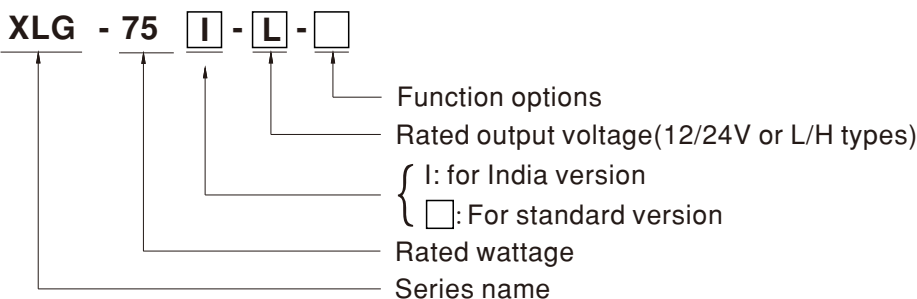 XLG - 75 I - L - □
Function options
Rated output voltage(12/24V or L/H types)
I: for India version
□: For standard version
Rated wattage
Series name